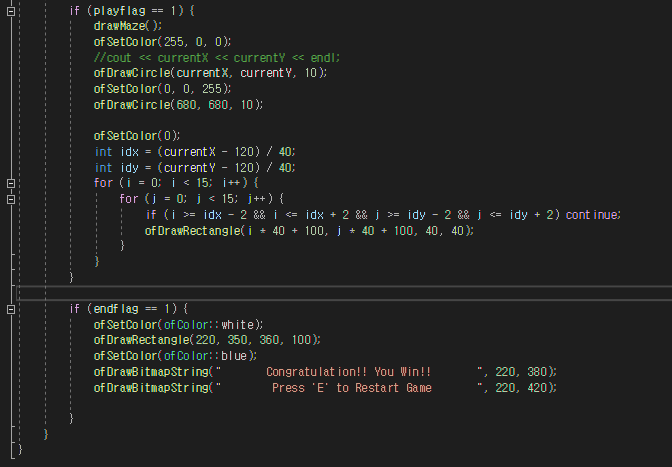 if (playflag == 1) {
drawMaze();
ofSetColor(255, 0, 0);
//cout << currentX << currentY << endl;
ofDrawCircle(currentX, currentY, 10);
ofSetColor(0, 0, 255);
ofDrawCircle(680, 680, 10);
ofSetColor(0);
int idx = (currentX - 120) / 40;
int idy = (currentY - 120) / 40;
for (i = 0; i < 15; i++) {
for (j = 0; j < 15; j++) {
if (i >= idx - 2 && i <= idx + 2 && j >= idy - 2 && j <= idy + 2) continue;
ofDrawRectangle(i * 40 + 100, j * 40 + 100, 40, 40);
}
}
}
if (endflag == 1) {
ofSetColor(ofColor::white);
ofDrawRectangle(220, 350, 360, 100);
ofSetColor(ofColor::blue);
ofDrawBitmapString("       Congratulation!! You Win!!       ", 220, 380);
ofDrawBitmapString("        Press 'E' to Restart Game       ", 220, 420);
}
}
}